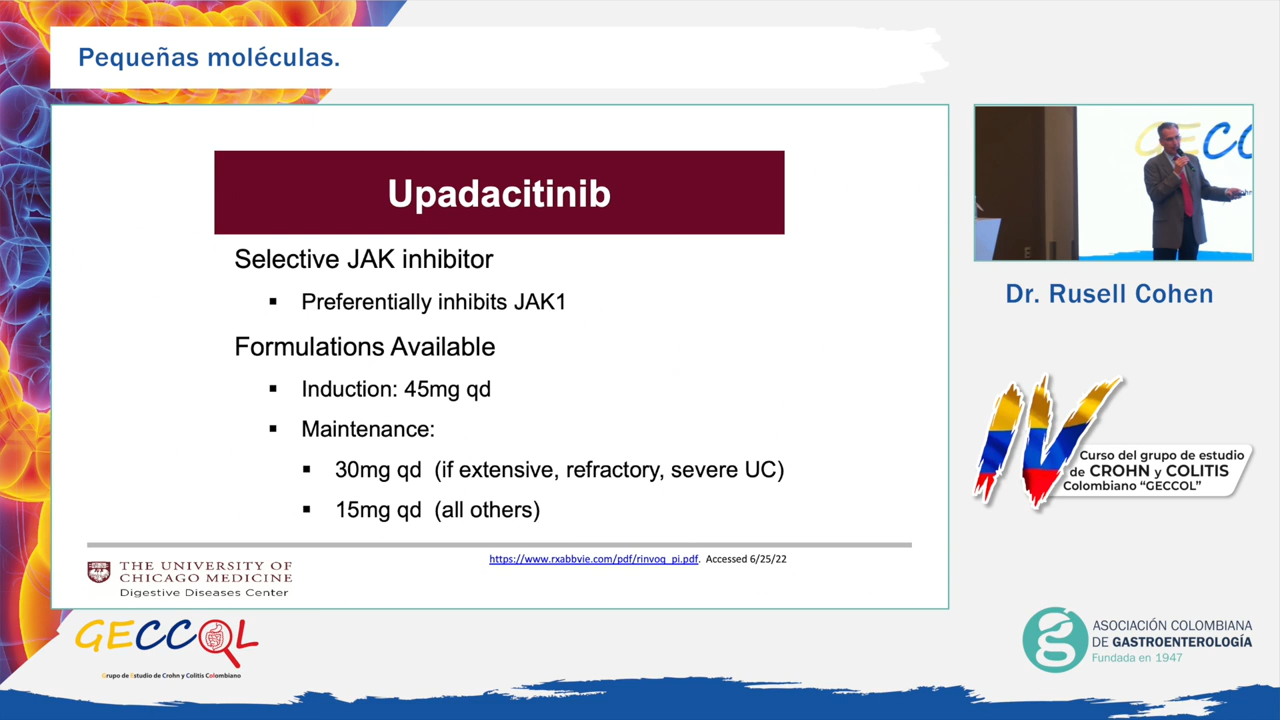 Pequeñas moléculas.
Upadacitinib
Selective JAK inhibitor
▪ Preferentially inhibits JAK1
Formulations Available
▪ Induction: 45mg qd
▪ Maintenance:
▪ 30mg qd (if extensive, refractory, severe UC)
▪ 15mg qd (all others)
https://www.rxabbvie.com/pdf/rinvoq_pi.pdf. Accessed 6/25/22
THE UNIVERSITY OF
CHICAGO MEDICINE
Digestive Diseases Center
GEC
Dr. Rusell Cohen
IV
Curso del grupo de estudio
de CROHN y COLITIS
Colombiano “GECCOL”
GECCOL
Grupo de Estudio de Crohn y Colitis Colombiano
ASOCIACIÓN COLOMBIANA
DE GASTROENTEROLOGÍA
Fundada en 1947